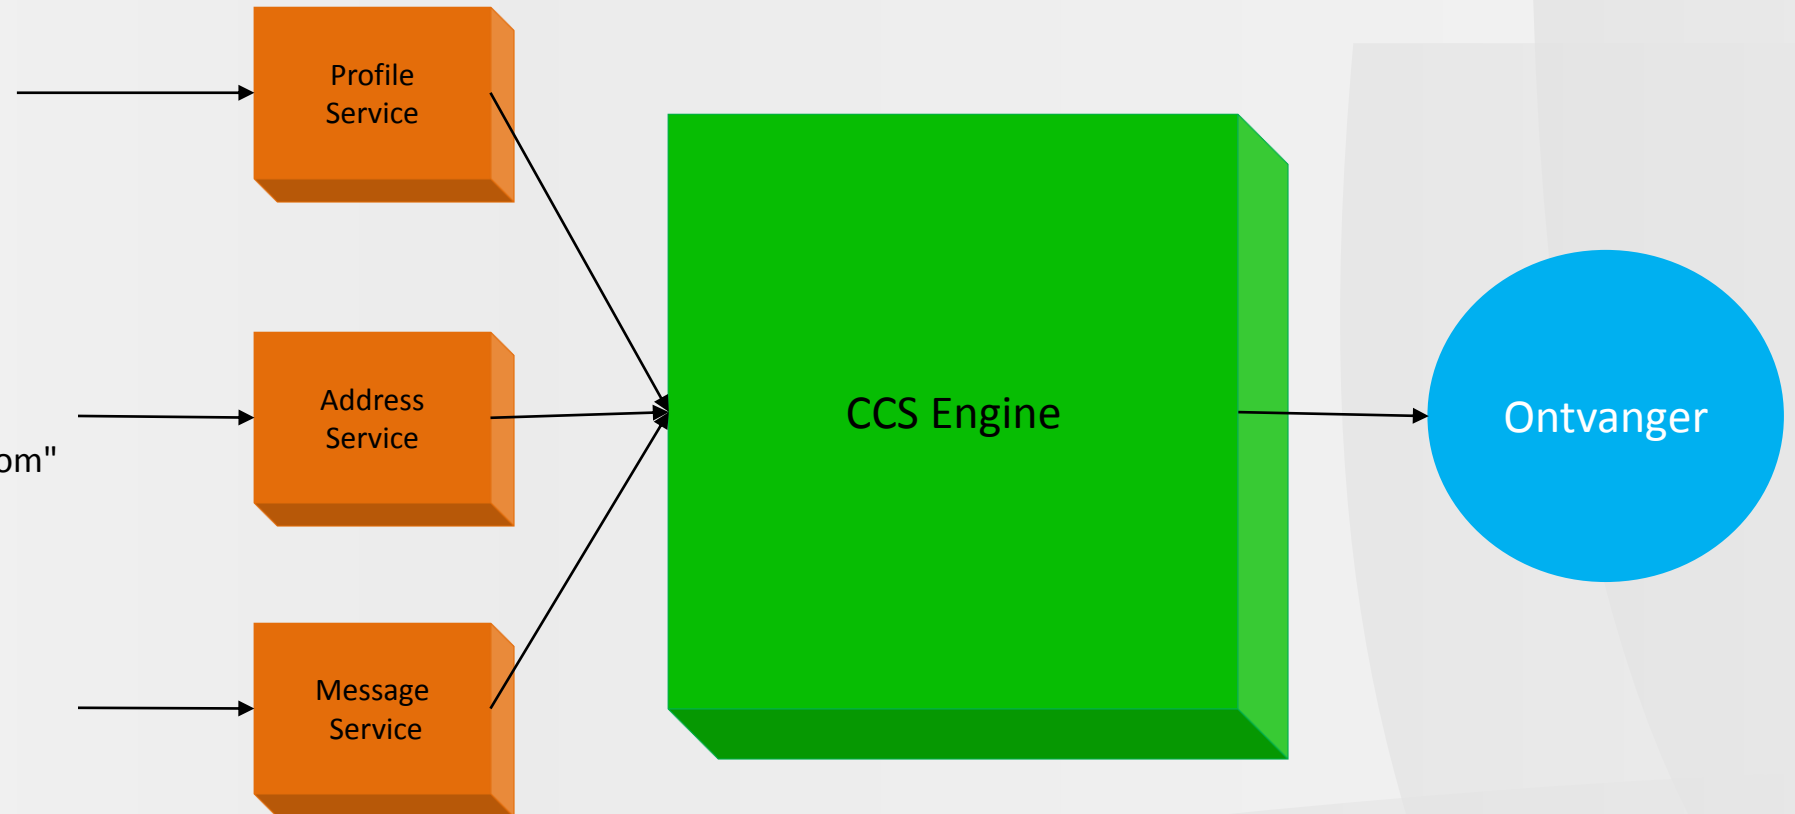 Profile
Service
Address
Service
om"
CCS Engine
Ontvanger
Message
Service